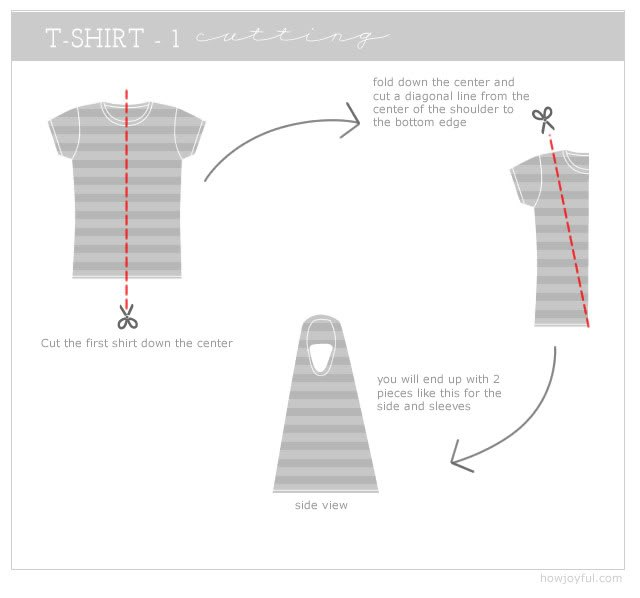 T-SHIRT - 1 cutting
fold down the center and
cut a diagonal line from the
center of the shoulder to
the bottom edge
Cut the first shirt down the center
you will end up with 2
pieces like this for the
side and sleeves
side view
howjoyful.com